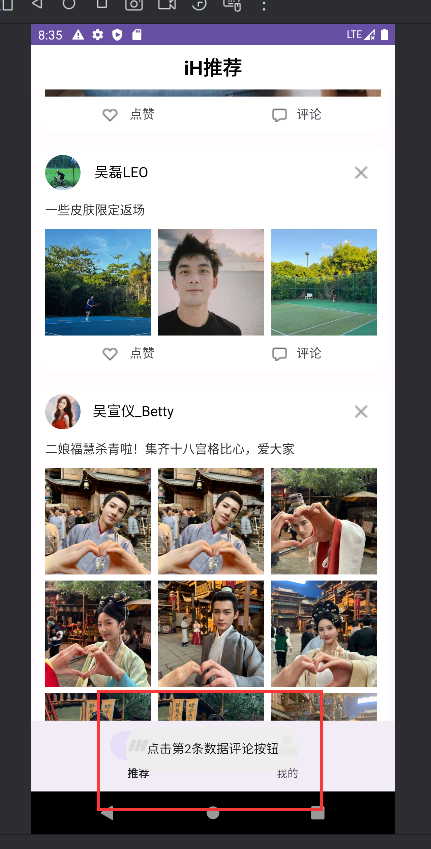 8:35 LTE
iH推荐
点赞 评论
吴磊LEO
一些皮肤限定返场
点赞 评论
吴宣仪_Betty
二娘福慧杀青啦！集齐十八宫格比心，爱大家
点击第2条数据评论按钮
推荐 我的